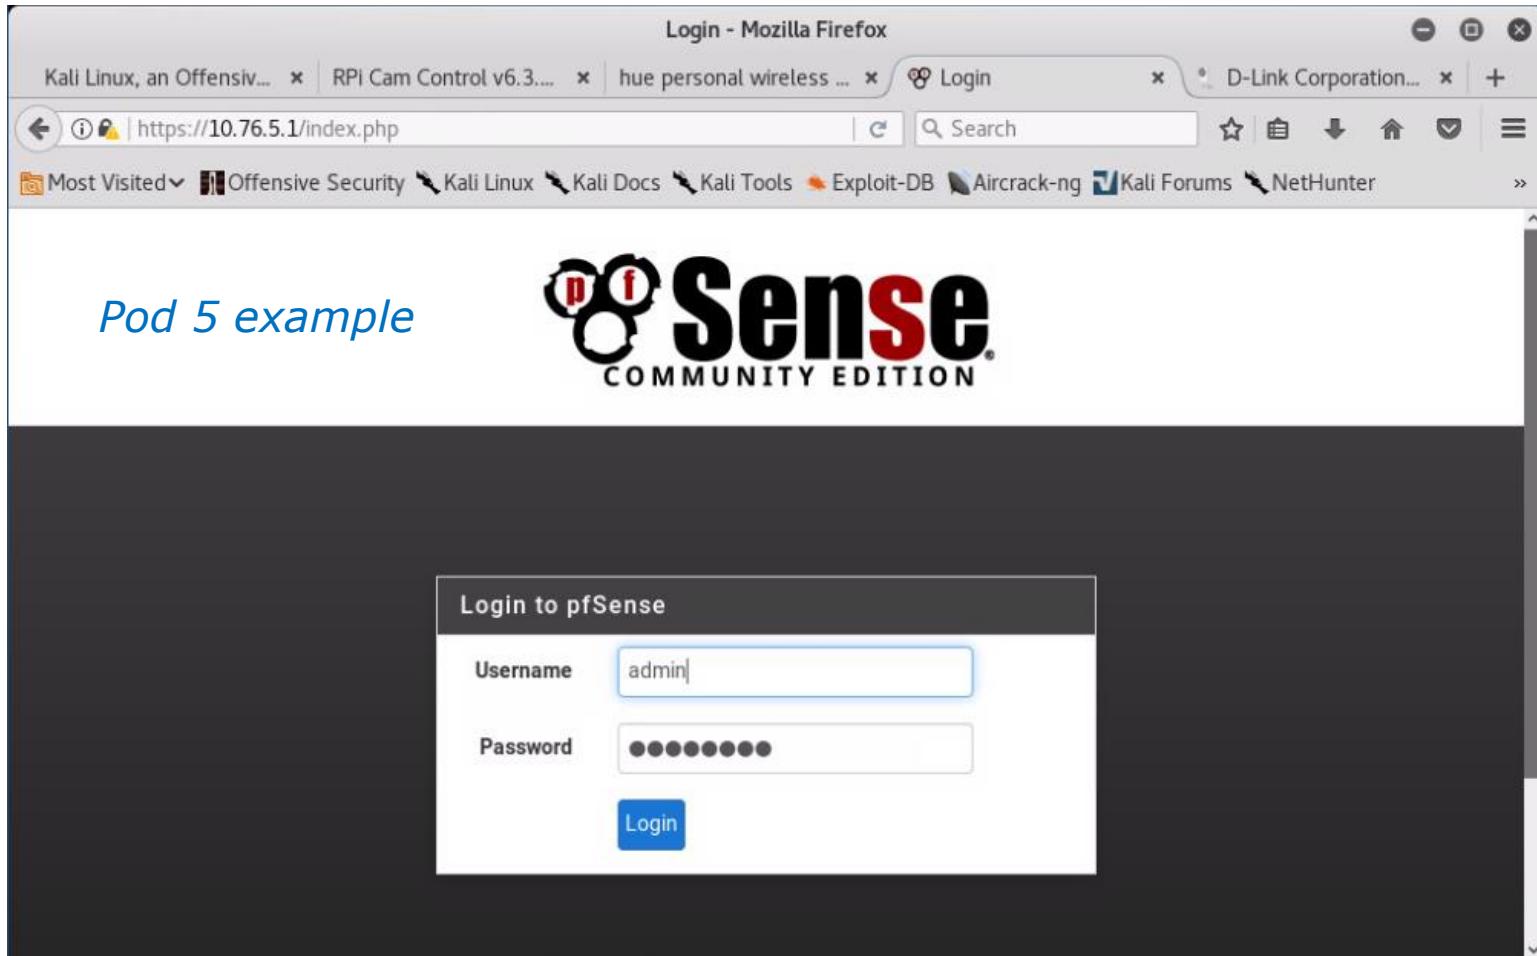 Login - Mozilla Firefox
Kali Linux, an Offensiv... RPi Cam Control v6.3.... hue personal wireless ... Login D-Link Corporation...
https://10.76.5.1/index.php Search
Most Visited Offensive Security Kali Linux Kali Docs Kali Tools Exploit-DB Aircrack-ng Kali Forums NetHunter »
Pod 5 example
pf Sense
COMMUNITY EDITION
Login to pfSense
Username admin
Password ●●●●●●●●
Login